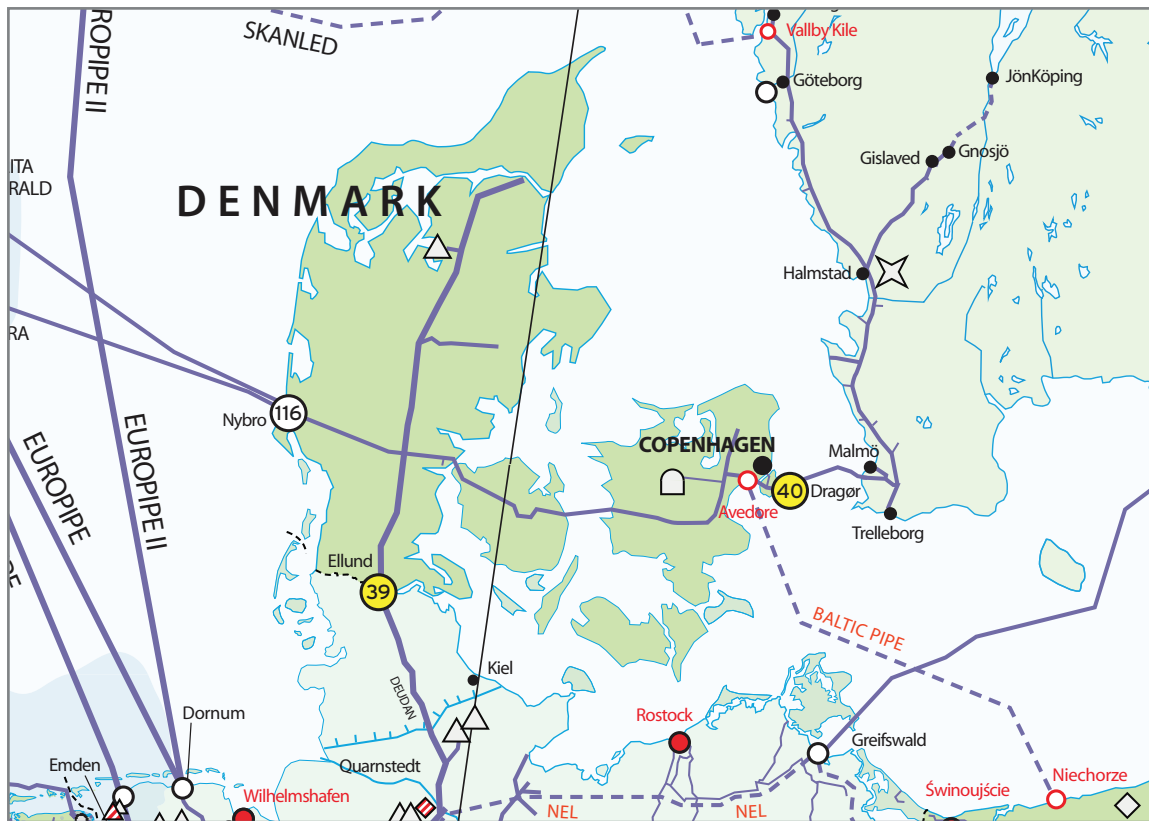 UROPIPE II
SKANLED
Vallby Kile
Göteborg
JönKöping
Gislaved
Gnosjö
ITA
RALD
DENMARK
Halmstad
RA
Nybro
116
EUROPIPE II
EUROPIPE
COPENHAGEN
Malmö
40
Dragør
Avedore
Trelleborg
Ellund
39
BALTIC PIPE
Kiel
DEUDAN
Dornum
Rostock
Greifswald
Emden
Quarnstedt
Wilhelmshafen
NEL
NEL
Świnoujście
Niechorze